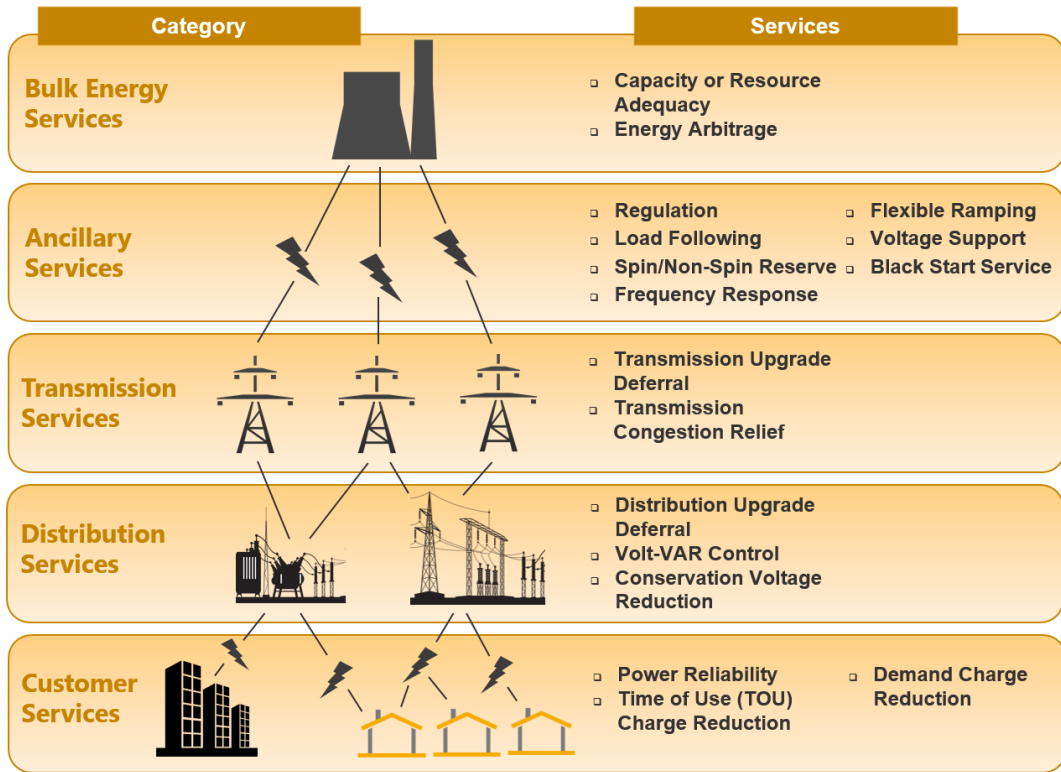 Category
Services
Bulk Energy
Services
Capacity or Resource
Adequacy
Energy Arbitrage
Ancillary
Services
Regulation
Load Following
Spin/Non-Spin Reserve
Frequency Response
Flexible Ramping
Voltage Support
Black Start Service
Transmission
Services
Transmission Upgrade
Deferral
Transmission
Congestion Relief
Distribution
Services
Distribution Upgrade
Deferral
Volt-VAR Control
Conservation Voltage
Reduction
Customer
Services
Power Reliability
Time of Use (TOU)
Charge Reduction
Demand Charge
Reduction